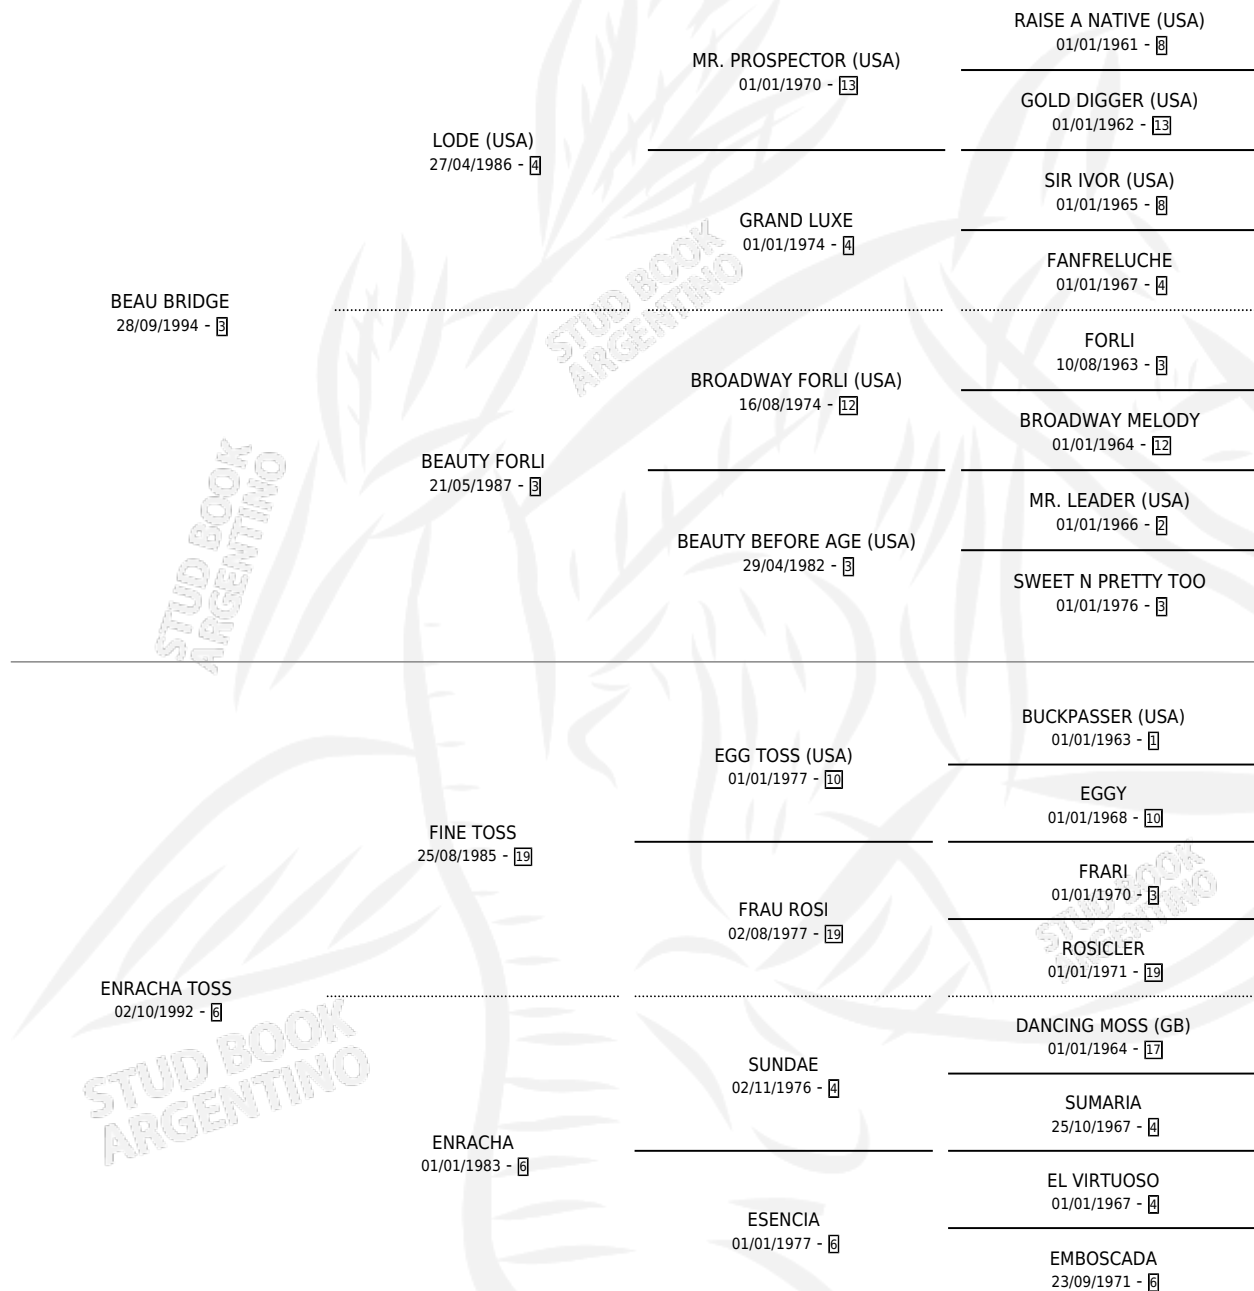 RAISE A NATIVE (USA)
01/01/1961 - 8
MR. PROSPECTOR (USA)
01/01/1970 - 13
GOLD DIGGER (USA)
01/01/1962 - 13
LODE (USA)
27/04/1986 - 4
SIR IVOR (USA)
01/01/1965 - 8
GRAND LUXE
01/01/1974 - 4
FANFRELUCHE
01/01/1967 - 4
BEAU BRIDGE
28/09/1994 - 3
FORLI
10/08/1963 - 3
BROADWAY FORLI (USA)
16/08/1974 - 12
BROADWAY MELODY
01/01/1964 - 12
BEAUTY FORLI
21/05/1987 - 3
MR. LEADER (USA)
01/01/1966 - 2
BEAUTY BEFORE AGE (USA)
29/04/1982 - 3
SWEET N PRETTY TOO
01/01/1976 - 3
BUCKPASSER (USA)
01/01/1963 - 1
EGG TOSS (USA)
01/01/1977 - 10
EGGY
01/01/1968 - 10
FINE TOSS
25/08/1985 - 19
FRARI
01/01/1970 - 3
FRAU ROSI
02/08/1977 - 19
ROSICLER
01/01/1971 - 19
ENRACHA TOSS
02/10/1992 - 6
DANCING MOSS (GB)
01/01/1964 - 17
SUNDAE
02/11/1976 - 4
SUMARIA
25/10/1967 - 4
ENRACHA
01/01/1983 - 6
EL VIRTUOSO
01/01/1967 - 4
ESENCIA
01/01/1977 - 6
EMBOSCADA
23/09/1971 - 6
STUD BOOK
ARGENTINO
STUD BOOK
ARGENTINO
STUD BOOK
ARGENTINO
STUD BOOK
ARGENTINO